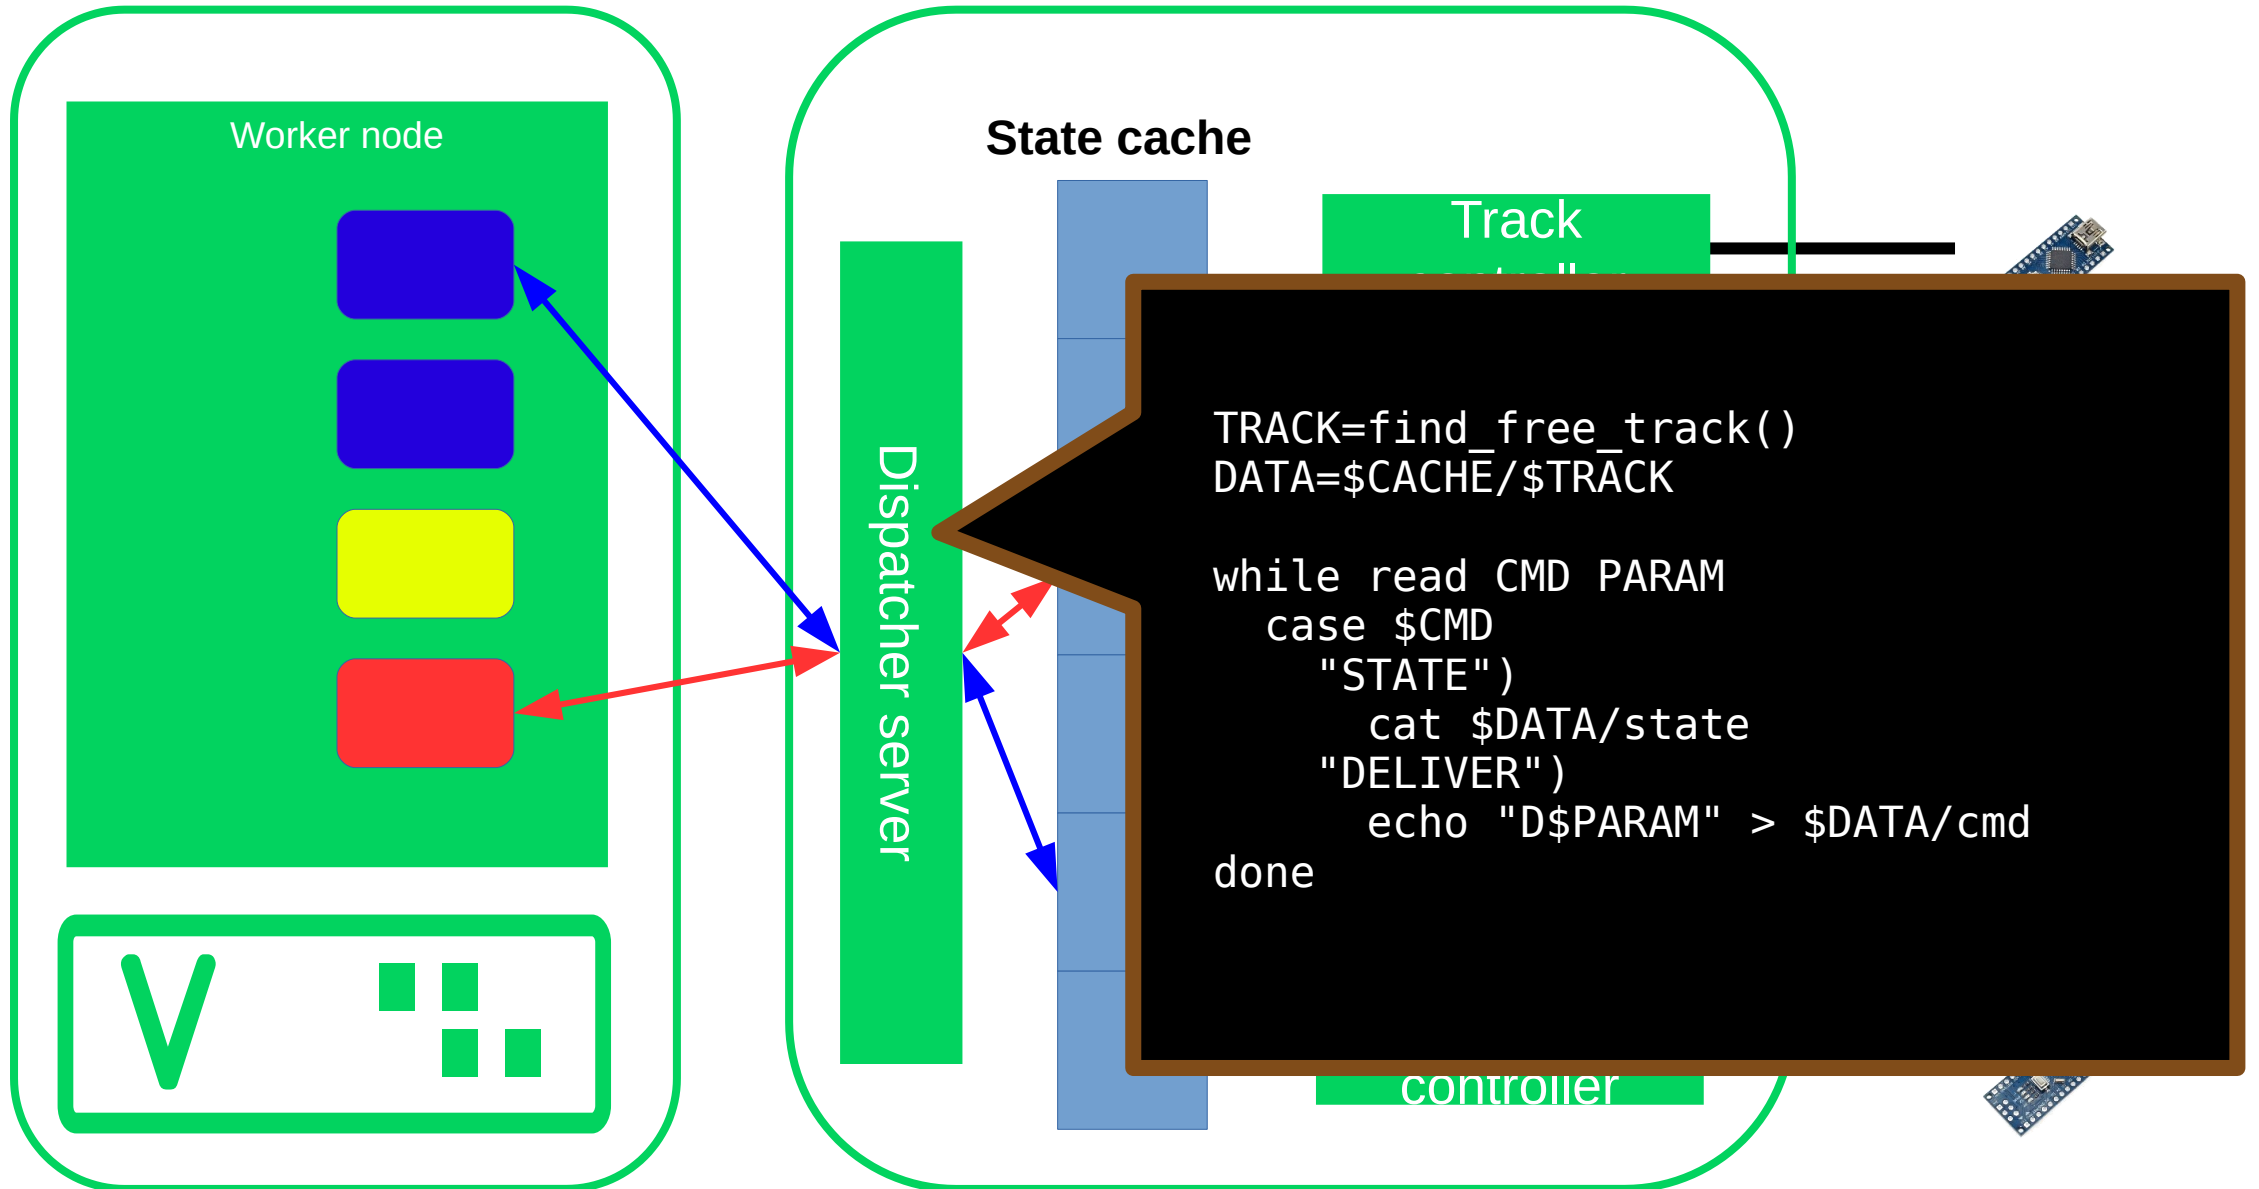 Worker node
State cache
Track
Dispatcher server
TRACK=find_free_track()
DATA=$CACHE/$TRACK
while read CMD PARAM
case $CMD
"STATE")
cat $DATA/state
"DELIVER")
echo "D$PARAM" > $DATA/cmd
done
controller
V